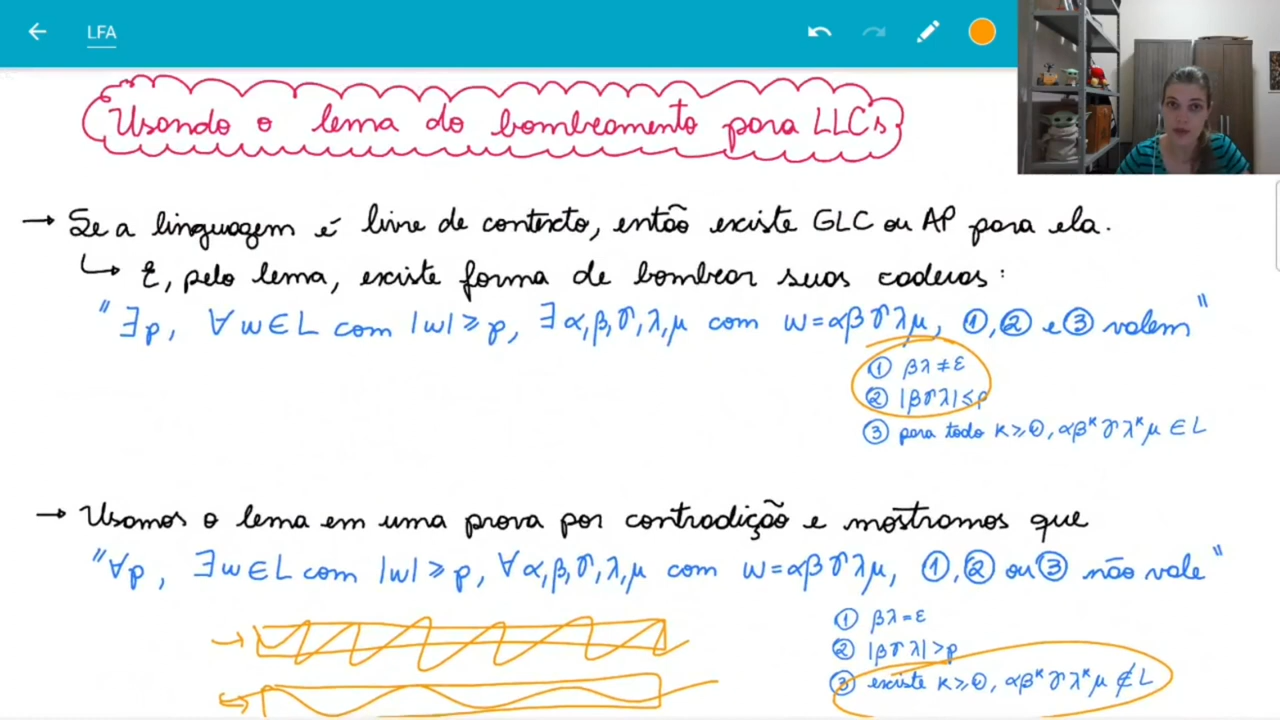 LFA
Usando o lema do bombeamento para LLCs
→ Se a linguagem é livre de contexto, então existe GLC ou AP para ela.
↳ E, pelo lema, existe forma de bombear suas cadeias:
"∃p, ∀w∈L com |w|≥p, ∃α,β,γ,λ,μ com w=αβγλμ, ①,② e ③ valem"
① βλ≠ε
② |βγλ|≤p
③ para todo k≥0, αβᵏγλᵏμ∈L
→ Usamos o lema em uma prova por contradição e mostramos que
"∀p, ∃w∈L com |w|≥p, ∀α,β,γ,λ,μ com w=αβγλμ, ①,② ou ③ não vale"
① βλ=ε
② |βγλ|>p
③ existe k≥0, αβᵏγλᵏμ∉L